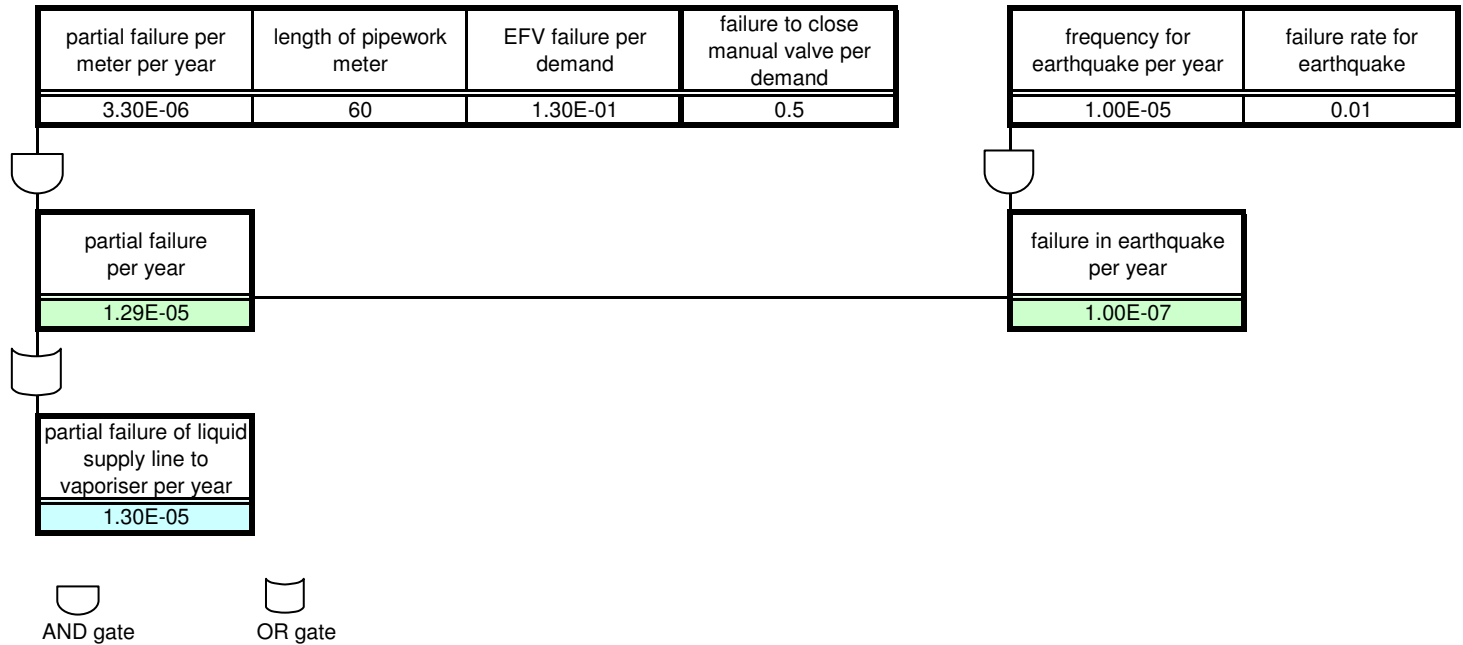 partial failure per
meter per year
length of pipework
meter
EFV failure per
demand
failure to close
manual valve per
demand
frequency for
earthquake per year
failure rate for
earthquake
3.30E-06
60
1.30E-01
0.5
1.00E-05
0.01
partial failure
per year
1.29E-05
failure in earthquake
per year
1.00E-07
partial failure of liquid
supply line to
vaporiser per year
1.30E-05
AND gate
OR gate